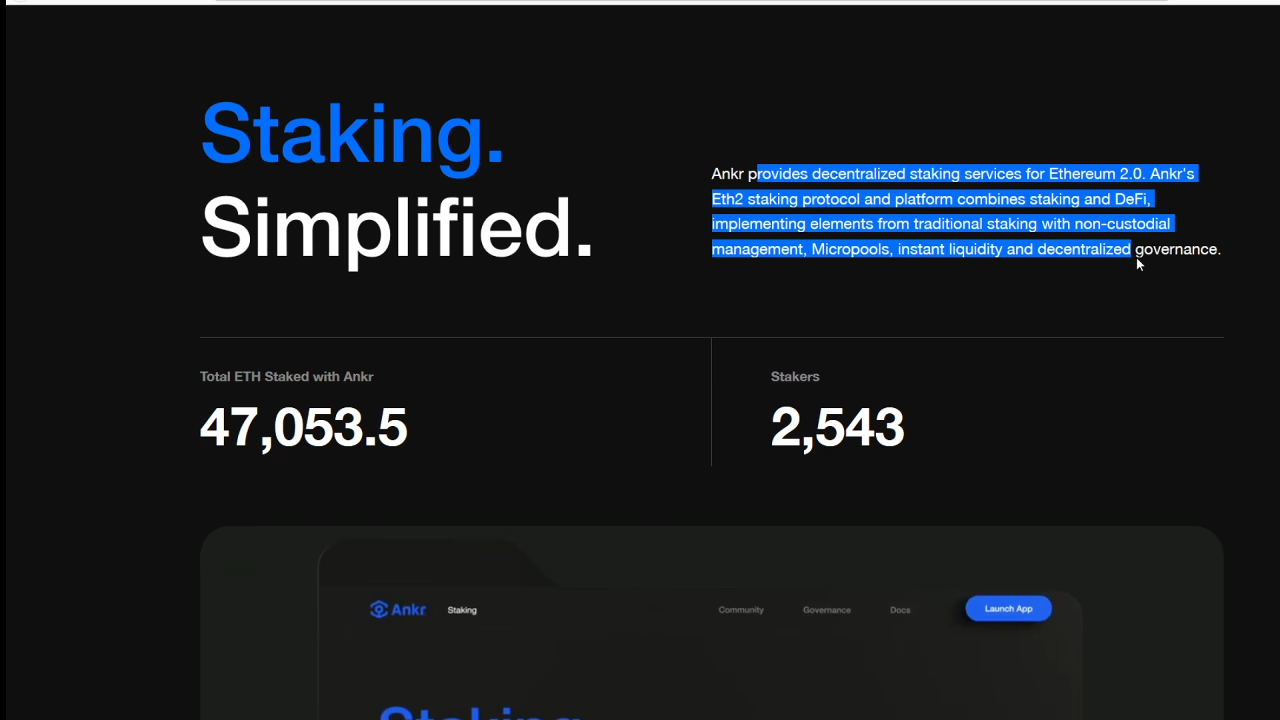 Staking.
Simplified.
Ankr provides decentralized staking services for Ethereum 2.0. Ankr's
Eth2 staking protocol and platform combines staking and DeFi,
implementing elements from traditional staking with non-custodial
management, Micropools, instant liquidity and decentralized governance.
Total ETH Staked with Ankr
47,053.5
Stakers
2,543
Ankr
Staking
Community
Governance
Docs
Launch App
Staking